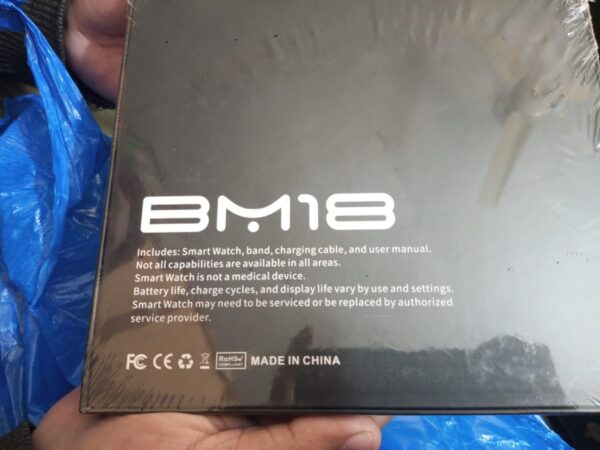 BM18
Includes: Smart Watch, band, charging cable, and user manual.
Not all capabilities are available in all areas.
Smart Watch is not a medical device.
Battery life, charge cycles, and display life vary by use and settings.
Smart Watch may need to be serviced or be replaced by authorized
service provider.
FC CE RoHS COMPLIANT MADE IN CHINA